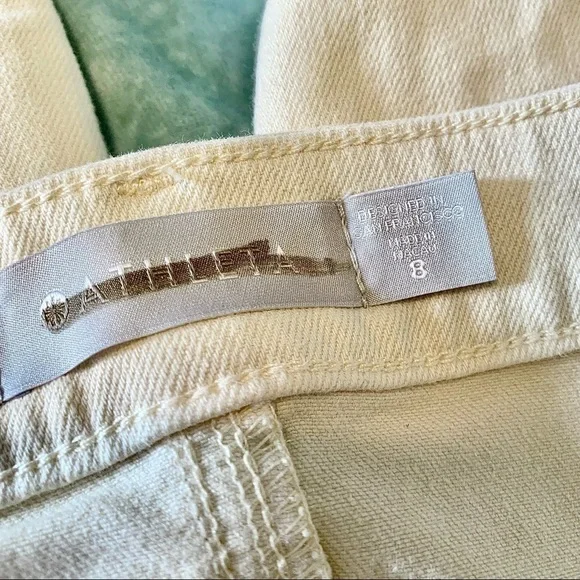 ATHLETA
DESIGNED IN
SAN FRANCISCO
MADE IN
8